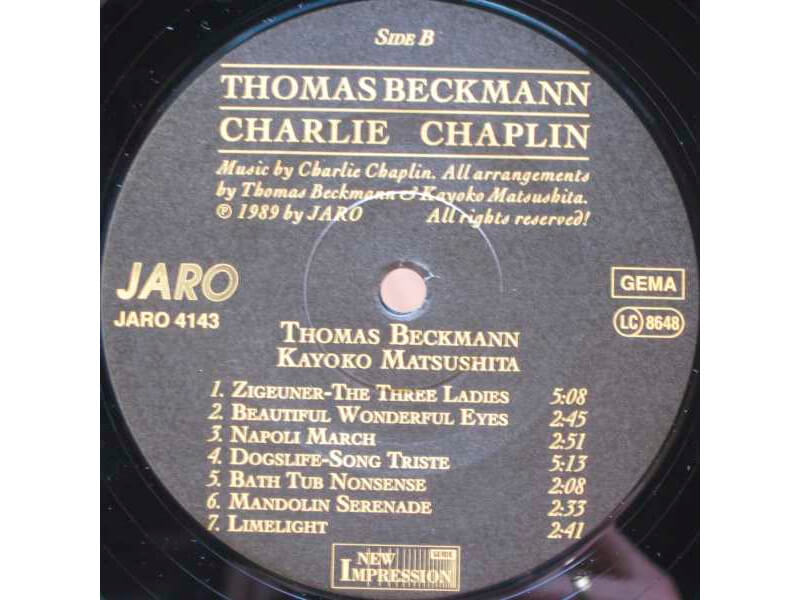 SIDE B
THOMAS BECKMANN
CHARLIE CHAPLIN
Music by Charlie Chaplin. All arrangements
by Thomas Beckmann & Kayoko Matsushita.
℗ 1989 by JARO All rights reserved!
JARO
JARO 4143
GEMA
LC 8648
THOMAS BECKMANN
KAYOKO MATSUSHITA
1. ZIGEUNER-THE THREE LADIES 5:08
2. BEAUTIFUL WONDERFUL EYES 2:45
3. NAPOLI MARCH 2:51
4. DOGSLIFE-SONG TRISTE 5:13
5. BATH TUB NONSENSE 2:08
6. MANDOLIN SERENADE 2:33
7. LIMELIGHT 2:41
NEW
IMPRESSION